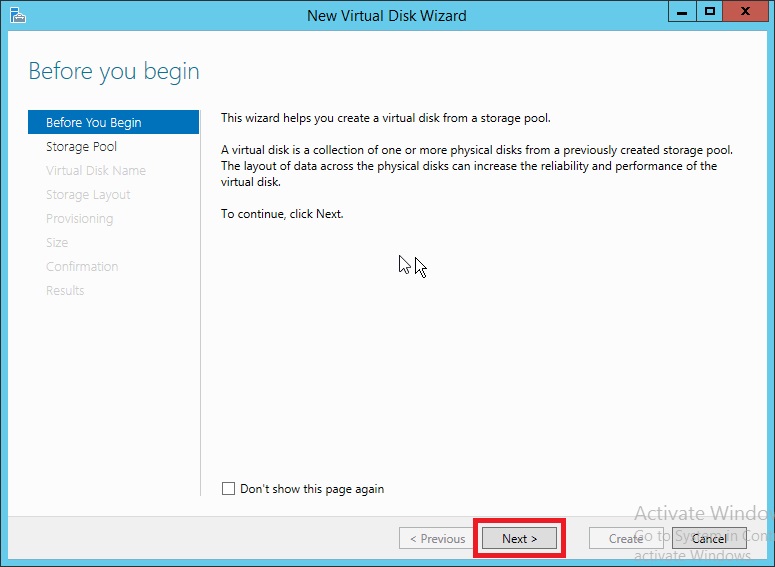 New Virtual Disk Wizard
Before you begin
Before You Begin
Storage Pool
Virtual Disk Name
Storage Layout
Provisioning
Size
Confirmation
Results
This wizard helps you create a virtual disk from a storage pool.
A virtual disk is a collection of one or more physical disks from a previously created storage pool.
The layout of data across the physical disks can increase the reliability and performance of the
virtual disk.
To continue, click Next.
Don't show this page again
< Previous
Next >
Create
Cancel
Activate Windo
Go to System in Con
activate Windows.